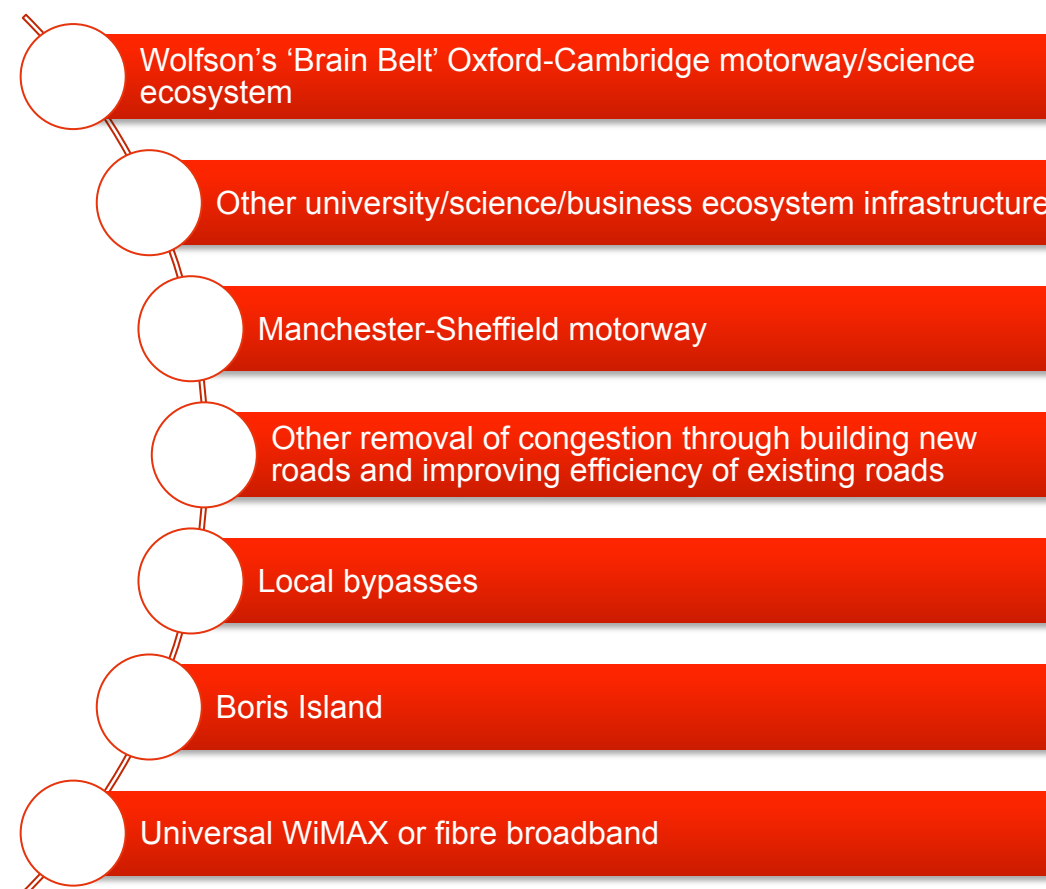 Wolfson’s ‘Brain Belt’ Oxford-Cambridge motorway/science
ecosystem
Other university/science/business ecosystem infrastructure
Manchester-Sheffield motorway
Other removal of congestion through building new
roads and improving efficiency of existing roads
Local bypasses
Boris Island
Universal WiMAX or fibre broadband